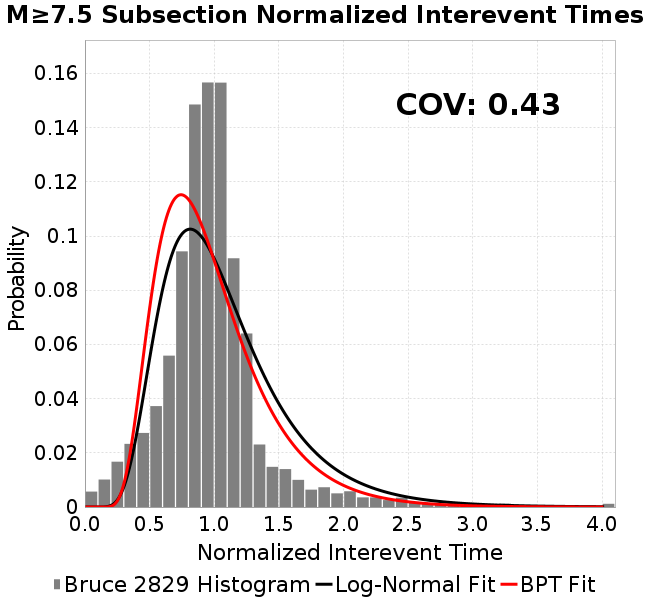 M≥7.5 Subsection Normalized Interevent Times
COV: 0.43
Probability
0.16
0.14
0.12
0.1
0.08
0.06
0.04
0.02
0
0.0 0.5 1.0 1.5 2.0 2.5 3.0 3.5 4.0
Normalized Interevent Time
Bruce 2829 Histogram Log-Normal Fit BPT Fit